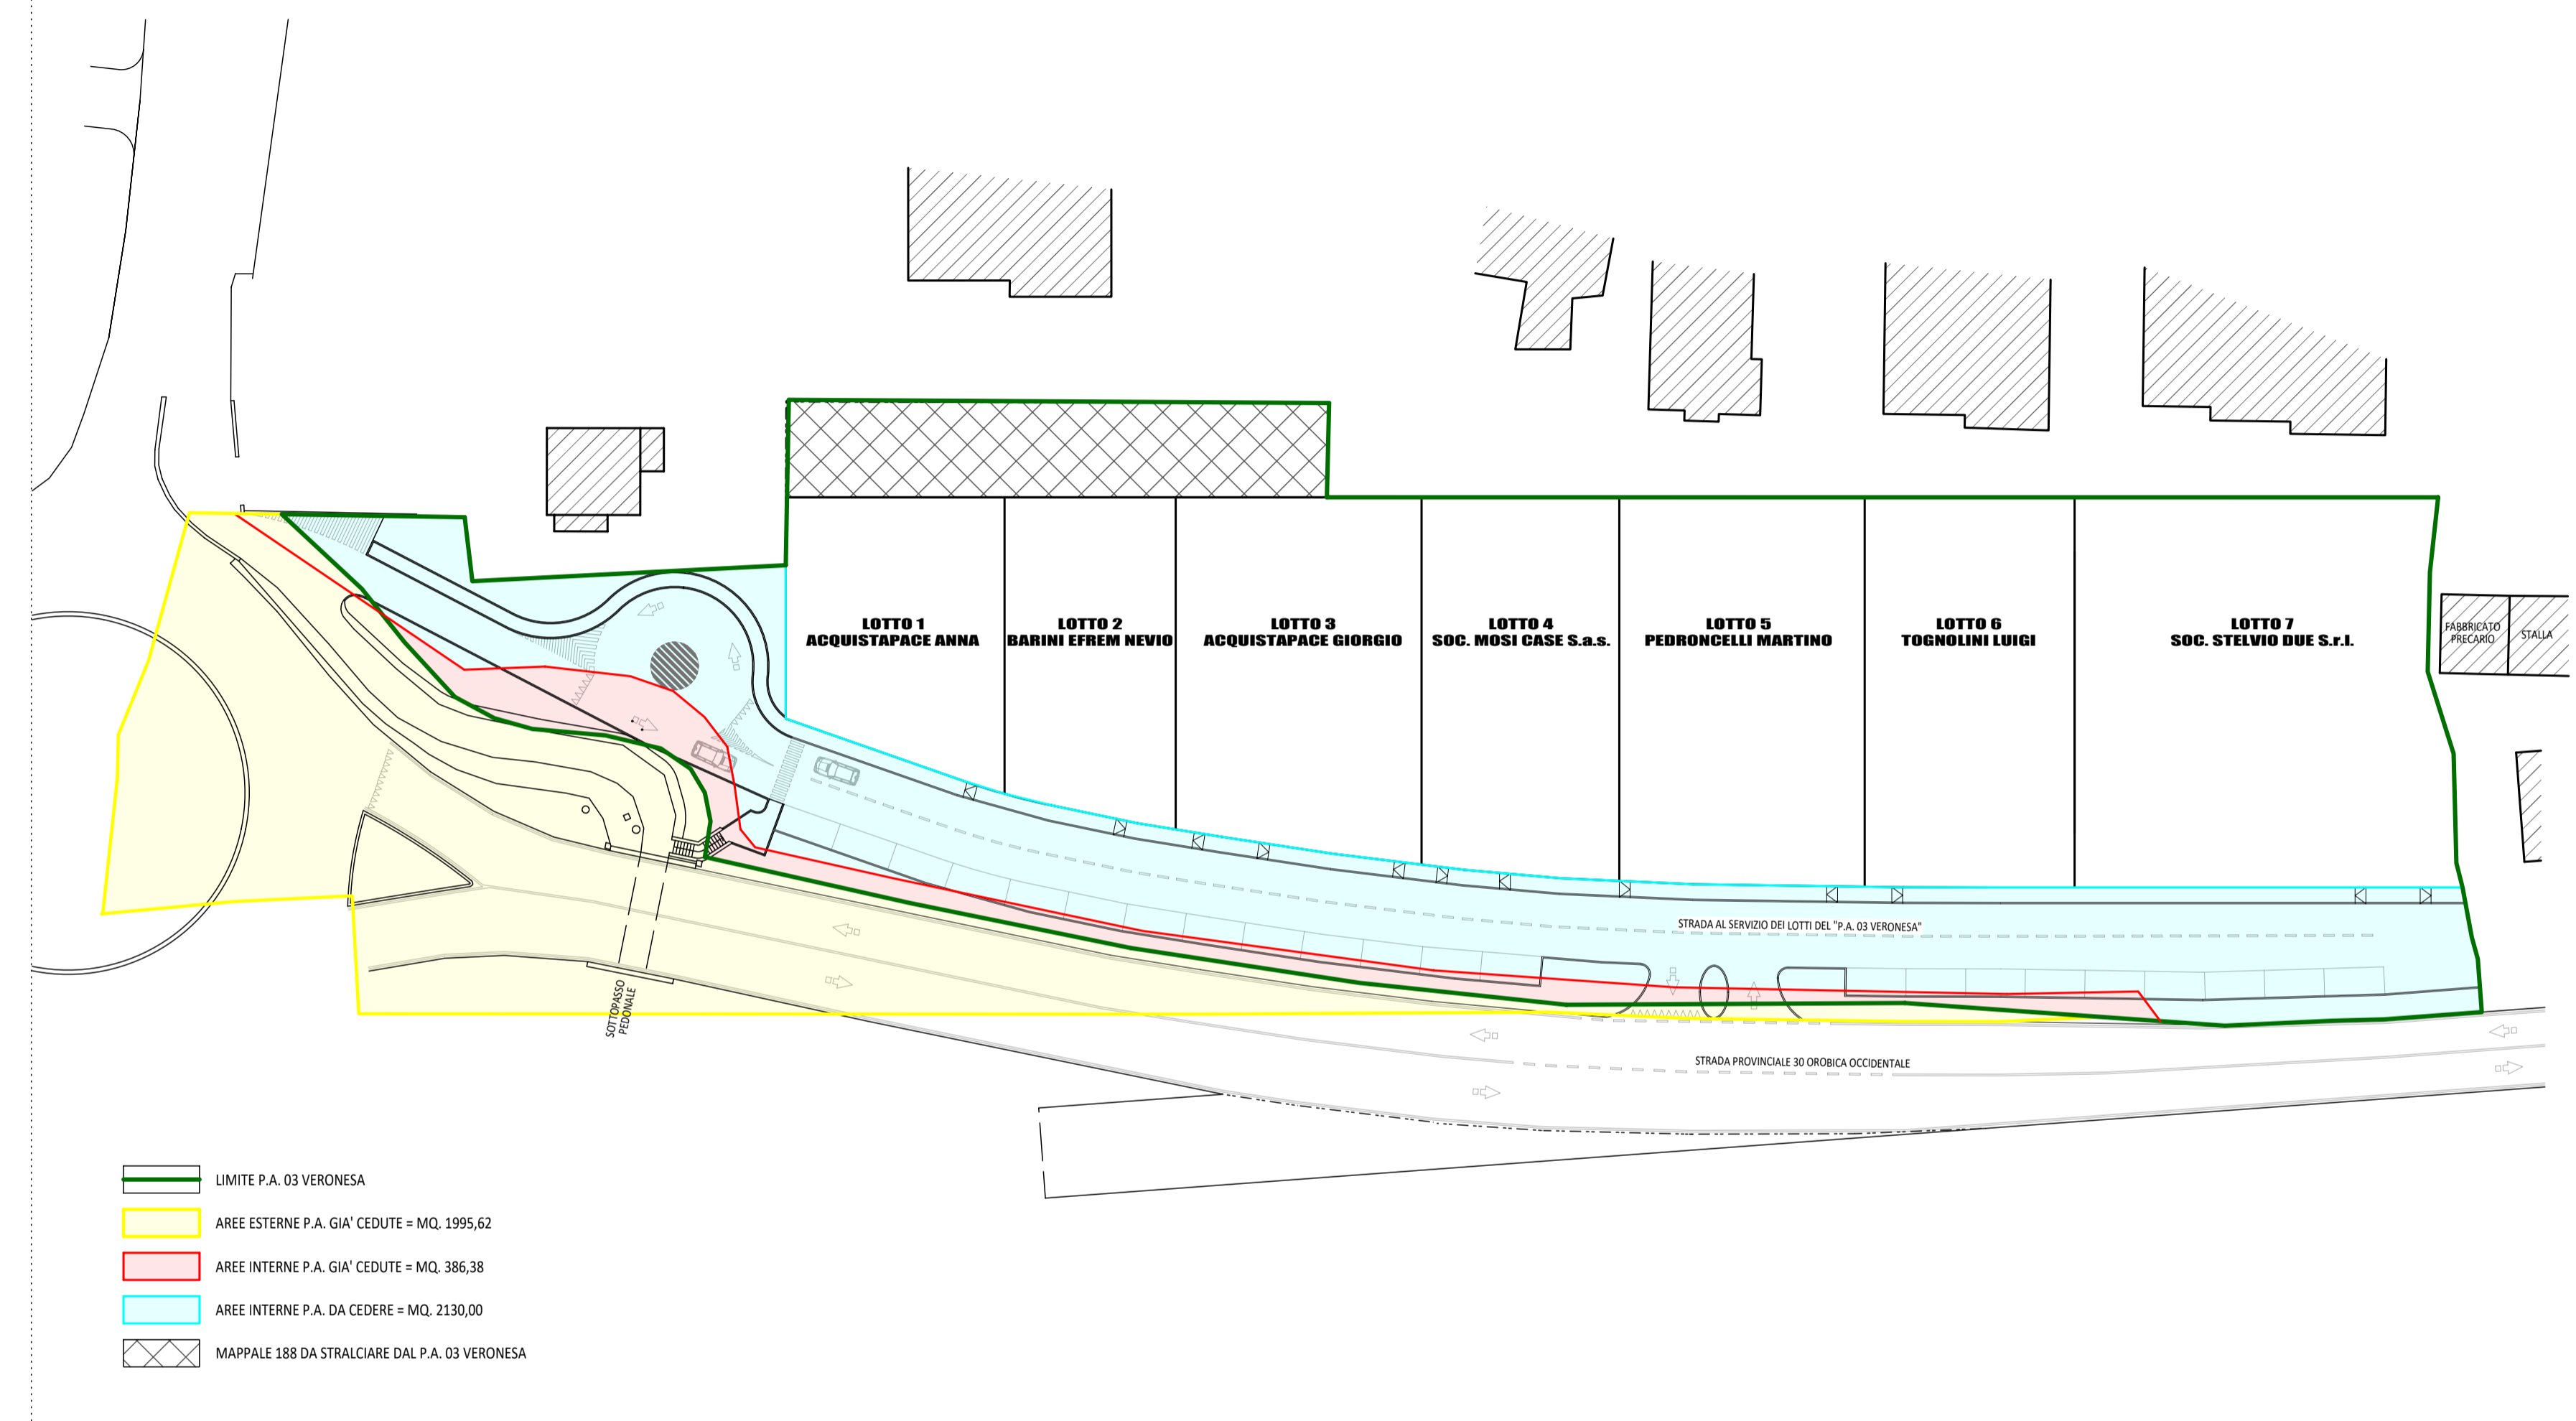 LOTTO 1
ACQUISTAPACE ANNA
LOTTO 2
BARINI EFREM NEVIO
LOTTO 3
ACQUISTAPACE GIORGIO
LOTTO 4
SOC. MOSI CASE S.a.s.
LOTTO 5
PEDRONCELLI MARTINO
LOTTO 6
TOGNOLINI LUIGI
LOTTO 7
SOC. STELVIO DUE S.r.l.
FABBRICATO
PRECARIO
STALLA
STRADA AL SERVIZIO DEI LOTTI DEL "P.A. 03 VERONESA"
SOTTOPASSO
PEDONALE
STRADA PROVINCIALE 30 OROBICA OCCIDENTALE
LIMITE P.A. 03 VERONESA
AREE ESTERNE P.A. GIA' CEDUTE = MQ. 1995,62
AREE INTERNE P.A. GIA' CEDUTE = MQ. 386,38
AREE INTERNE P.A. DA CEDERE = MQ. 2130,00
MAPPALE 188 DA STRALCIARE DAL P.A. 03 VERONESA